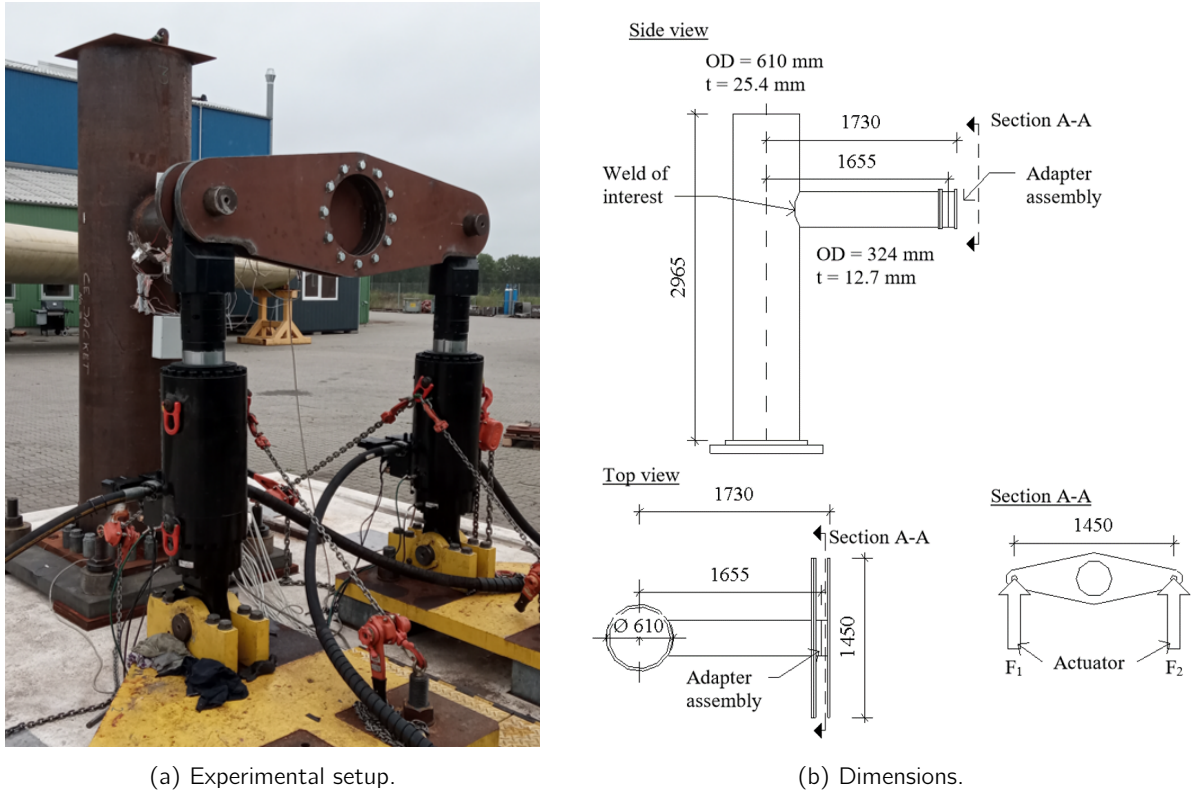 Side view
OD = 610 mm
t = 25.4 mm
1730
Section A-A
1655
Weld of
interest
Adapter
assembly
OD = 324 mm
t = 12.7 mm
2965
CE-JACKET
Top view
1730
Section A-A
Section A-A
1450
1655
Ø 610
1450
Adapter
assembly
Actuator
F1
F2
(a) Experimental setup.
(b) Dimensions.